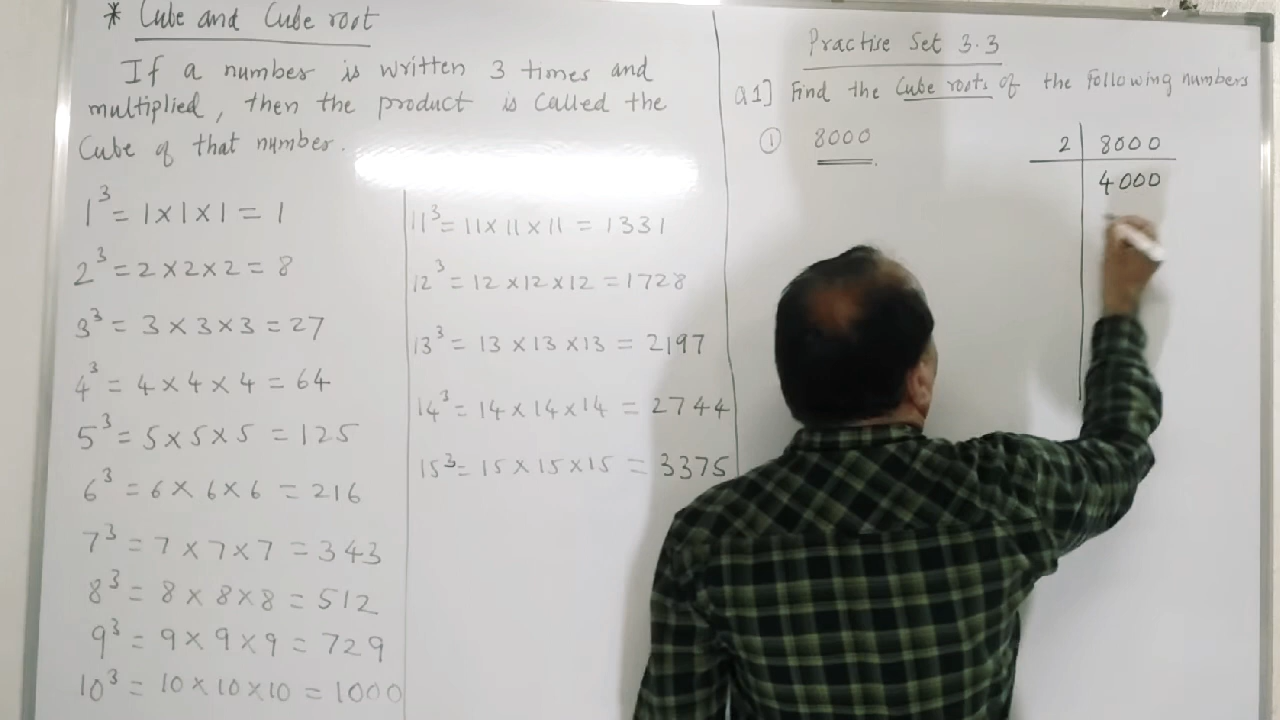 * Cube and Cube root
If a number is written 3 times and
multiplied, then the product is called the
Cube of that number.
1³ = 1 × 1 × 1 = 1
2³ = 2 × 2 × 2 = 8
3³ = 3 × 3 × 3 = 27
4³ = 4 × 4 × 4 = 64
5³ = 5 × 5 × 5 = 125
6³ = 6 × 6 × 6 = 216
7³ = 7 × 7 × 7 = 343
8³ = 8 × 8 × 8 = 512
9³ = 9 × 9 × 9 = 729
10³ = 10 × 10 × 10 = 1000
11³ = 11 × 11 × 11 = 1331
12³ = 12 × 12 × 12 = 1728
13³ = 13 × 13 × 13 = 2197
14³ = 14 × 14 × 14 = 2744
15³ = 15 × 15 × 15 = 3375
Practise Set 3.3
Q1] Find the Cube roots of the following numbers
① 8000
2 | 8000
4000